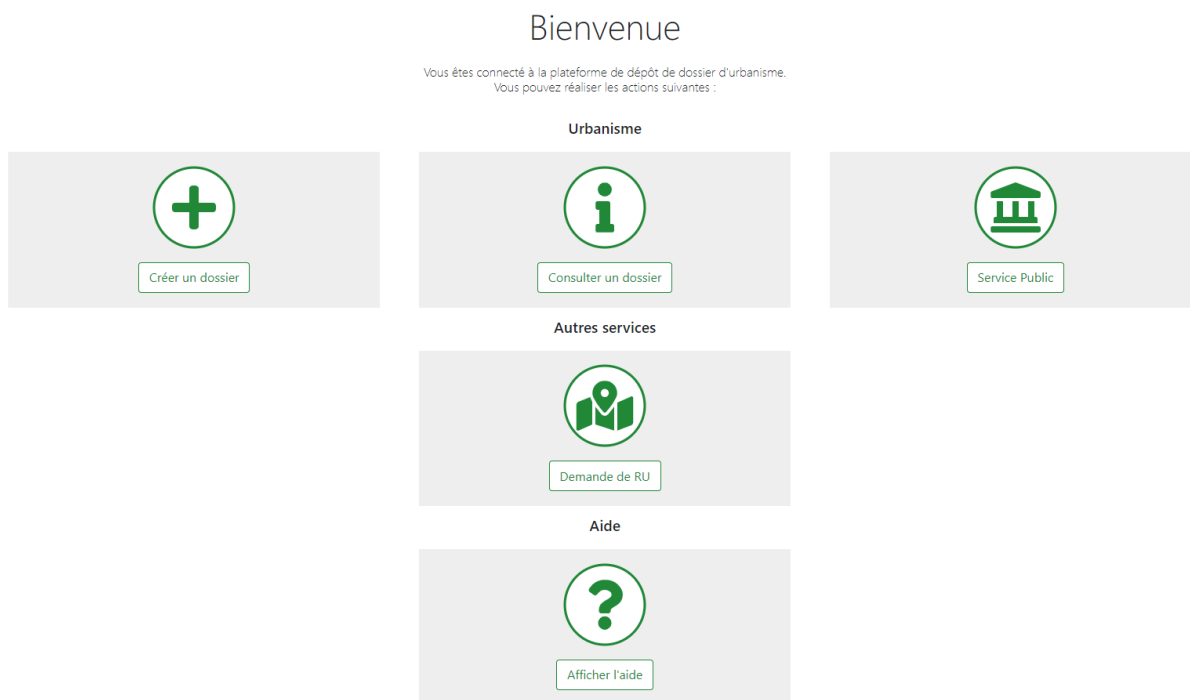 Bienvenue
Vous êtes connecté à la plateforme de dépôt de dossier d'urbanisme.
Vous pouvez réaliser les actions suivantes :
Urbanisme
Créer un dossier
Consulter un dossier
Service Public
Autres services
Demande de RU
Aide
Afficher l'aide